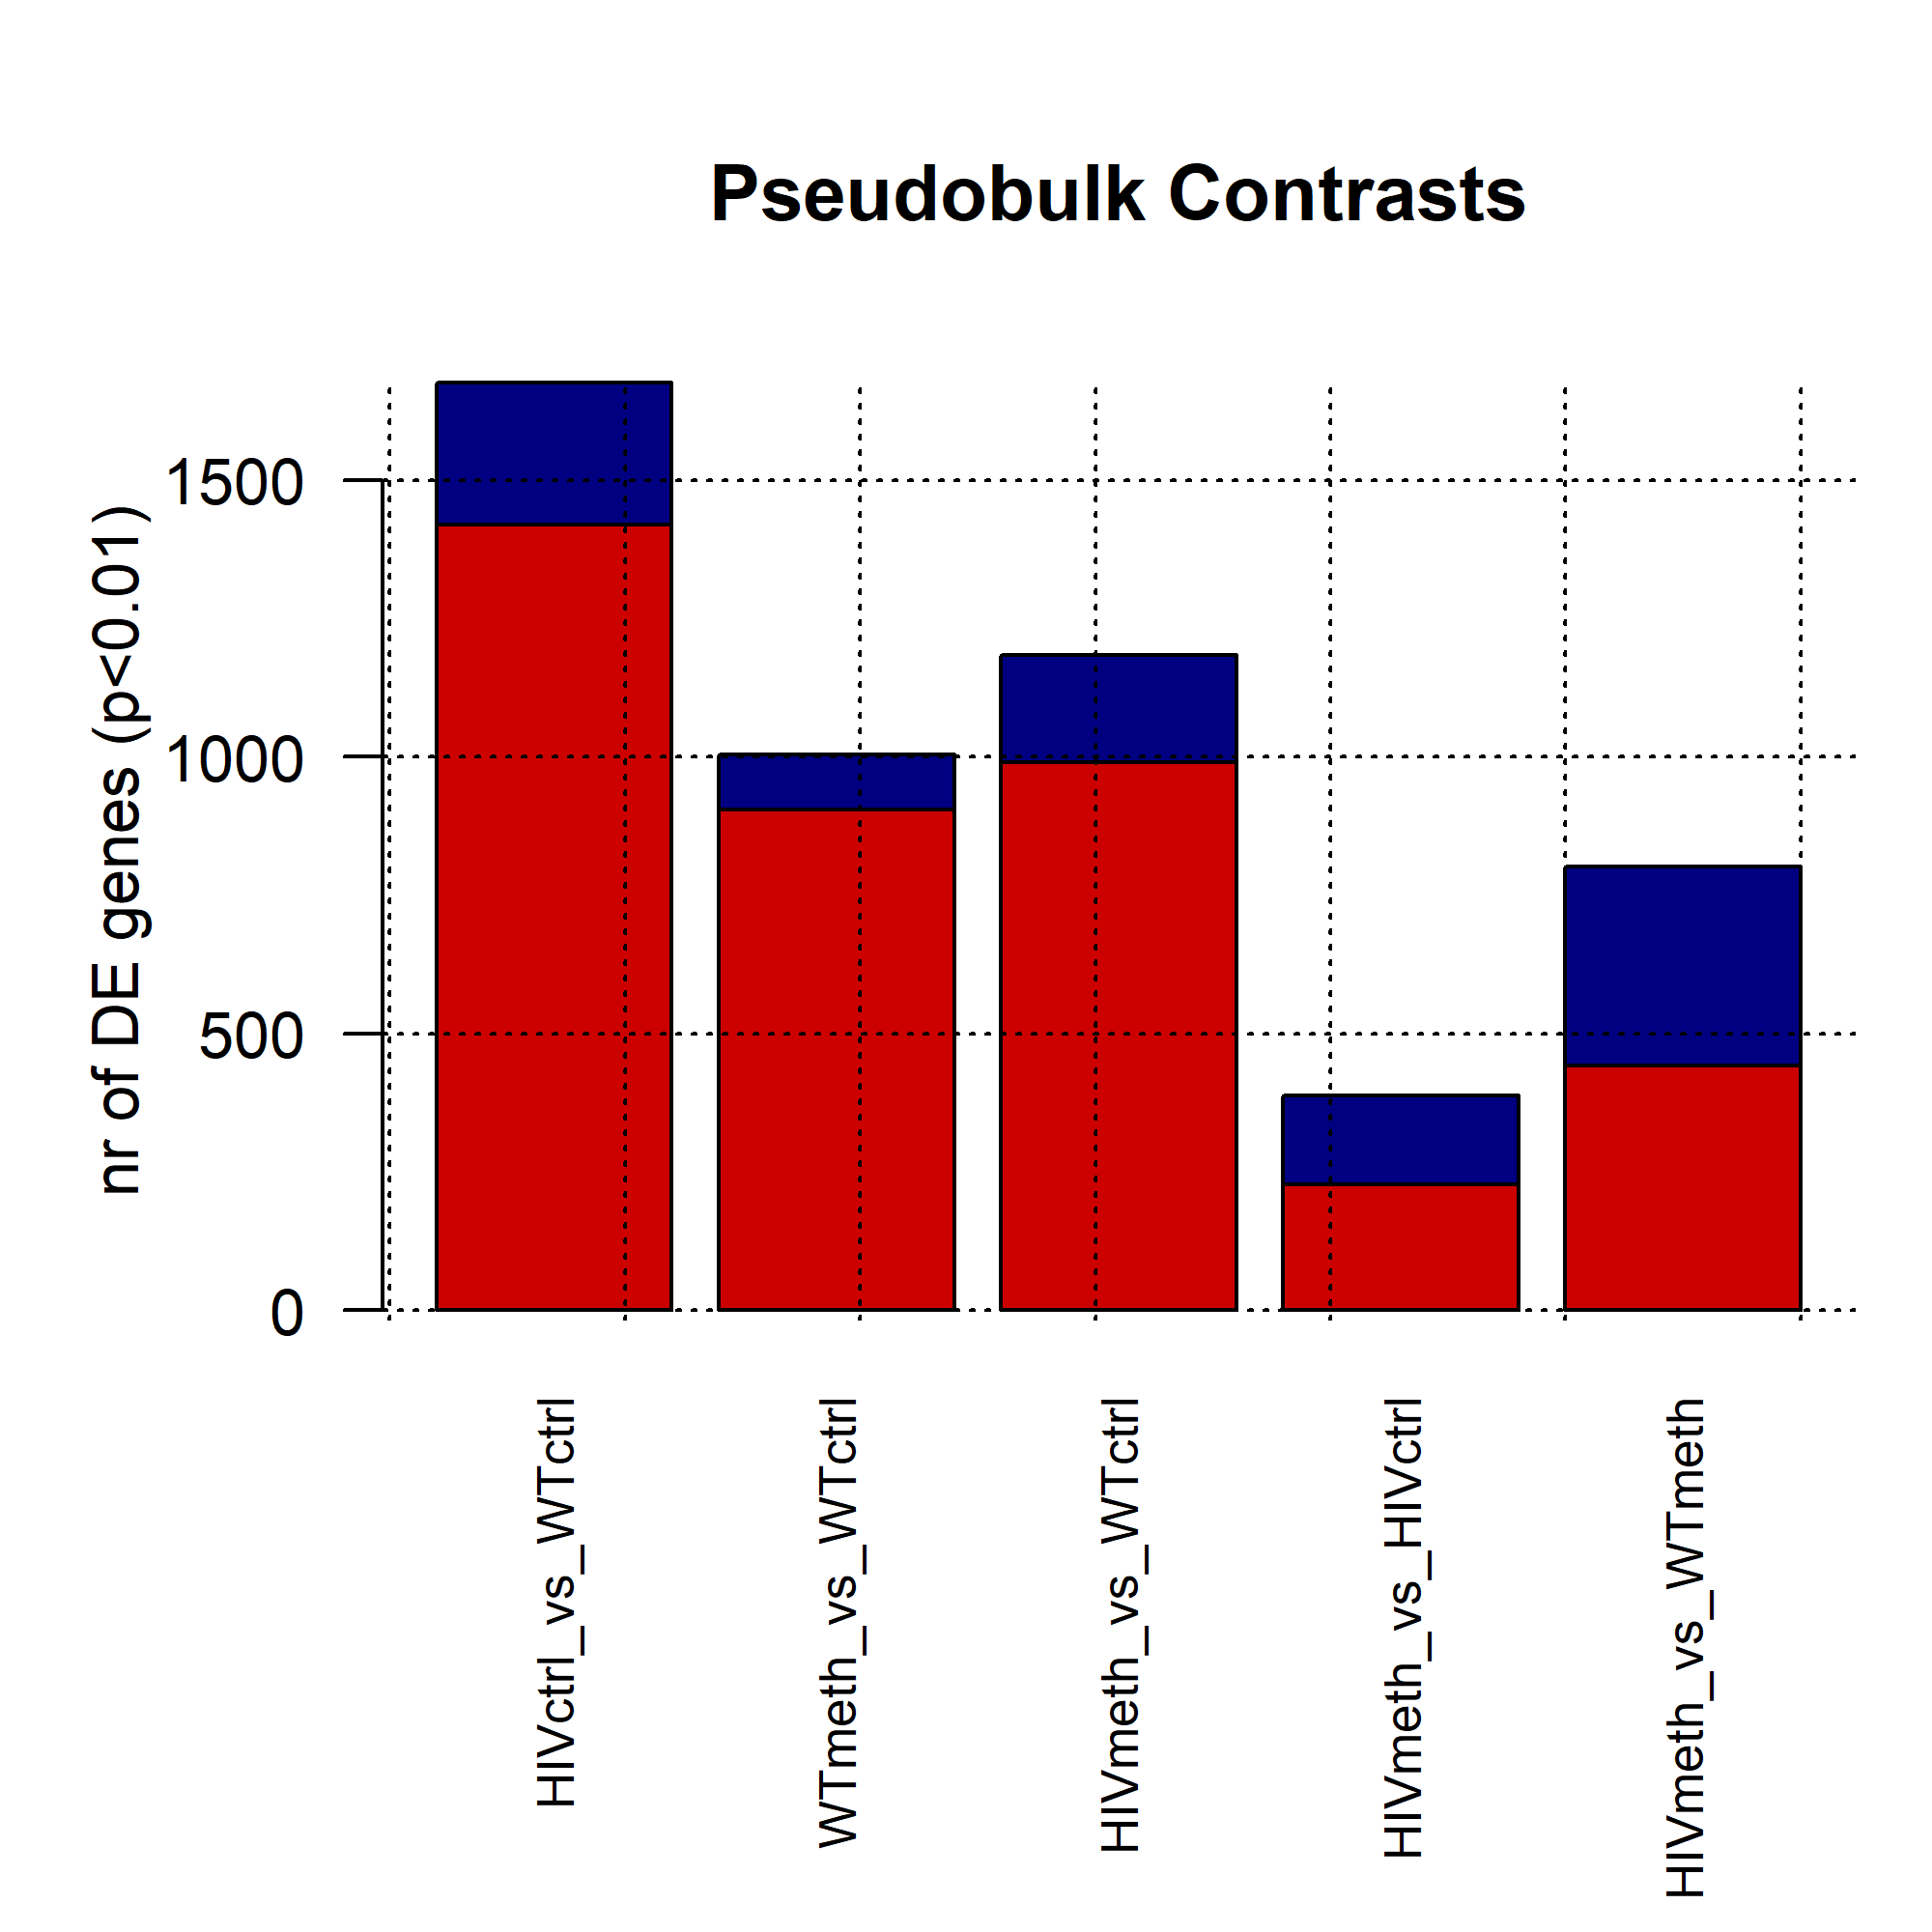 Pseudobulk Contrasts
nr of DE genes (p<0.01)
1500
1000
500
0
HIVctrl_vs_WTctrl
WTmeth_vs_WTctrl
HIVmeth_vs_WTctrl
HIVmeth_vs_HIVctrl
HIVmeth_vs_WTmeth